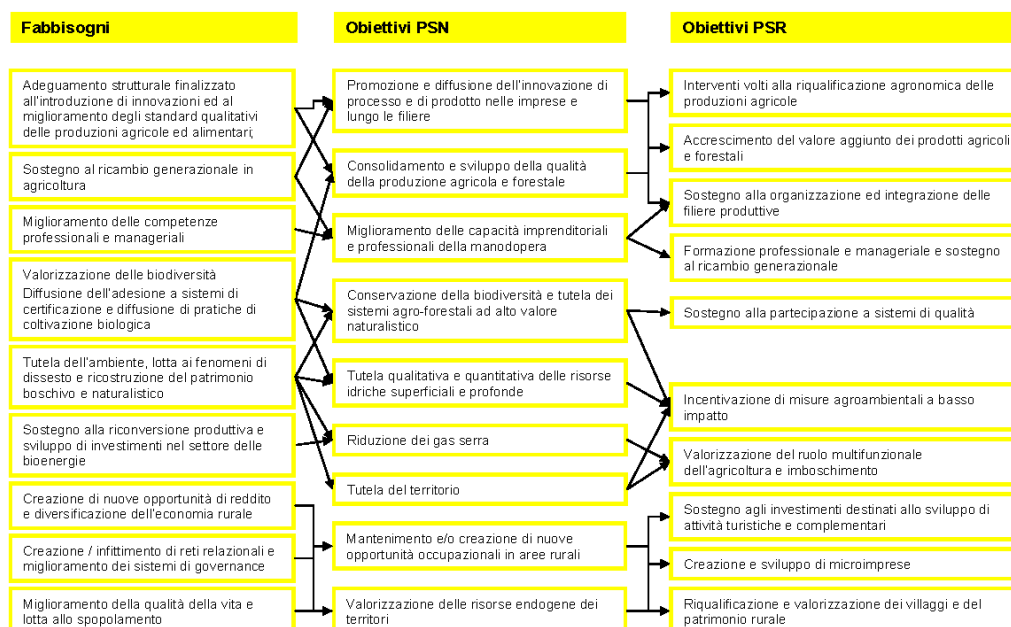 Fabbisogni
Adeguamento strutturale finalizzato
all'introduzione di innovazioni ed al
miglioramento degli standard qualitativi
delle produzioni agricole ed alimentari;
Sostegno al ricambio generazionale in
agricoltura
Miglioramento delle competenze
professionali e manageriali
Valorizzazione delle biodiversità
Diffusione dell'adesione a sistemi di
certificazione e diffusione di pratiche di
coltivazione biologica
Tutela dell'ambiente, lotta ai fenomeni di
dissesto e ricostruzione del patrimonio
boschivo e naturalistico
Sostegno alla riconversione produttiva e
sviluppo di investimenti nel settore delle
bioenergie
Creazione di nuove opportunità di reddito
e diversificazione dell'economia rurale
Creazione / infittimento di reti relazionali e
miglioramento dei sistemi di governance
Miglioramento della qualità della vita e
lotta allo spopolamento
Obiettivi PSN
Promozione e diffusione dell'innovazione di
processo e di prodotto nelle imprese e
lungo le filiere
Consolidamento e sviluppo della qualità
della produzione agricola e forestale
Miglioramento delle capacità imprenditoriali
e professionali della manodopera
Conservazione della biodiversità e tutela dei
sistemi agro-forestali ad alto valore
naturalistico
Tutela qualitativa e quantitativa delle risorse
idriche superficiali e profonde
Riduzione dei gas serra
Tutela del territorio
Mantenimento e/o creazione di nuove
opportunità occupazionali in aree rurali
Valorizzazione delle risorse endogene dei
territori
Obiettivi PSR
Interventi volti alla riqualificazione agronomica delle
produzioni agricole
Accrescimento del valore aggiunto dei prodotti agricoli
e forestali
Sostegno alla organizzazione ed integrazione delle
filiere produttive
Formazione professionale e manageriale e sostegno
al ricambio generazionale
Sostegno alla partecipazione a sistemi di qualità
Incentivazione di misure agroambientali a basso
impatto
Valorizzazione del ruolo multifunzionale
dell'agricoltura e imboschimento
Sostegno agli investimenti destinati allo sviluppo di
attività turistiche e complementari
Creazione e sviluppo di microimprese
Riqualificazione e valorizzazione dei villaggi e del
patrimonio rurale